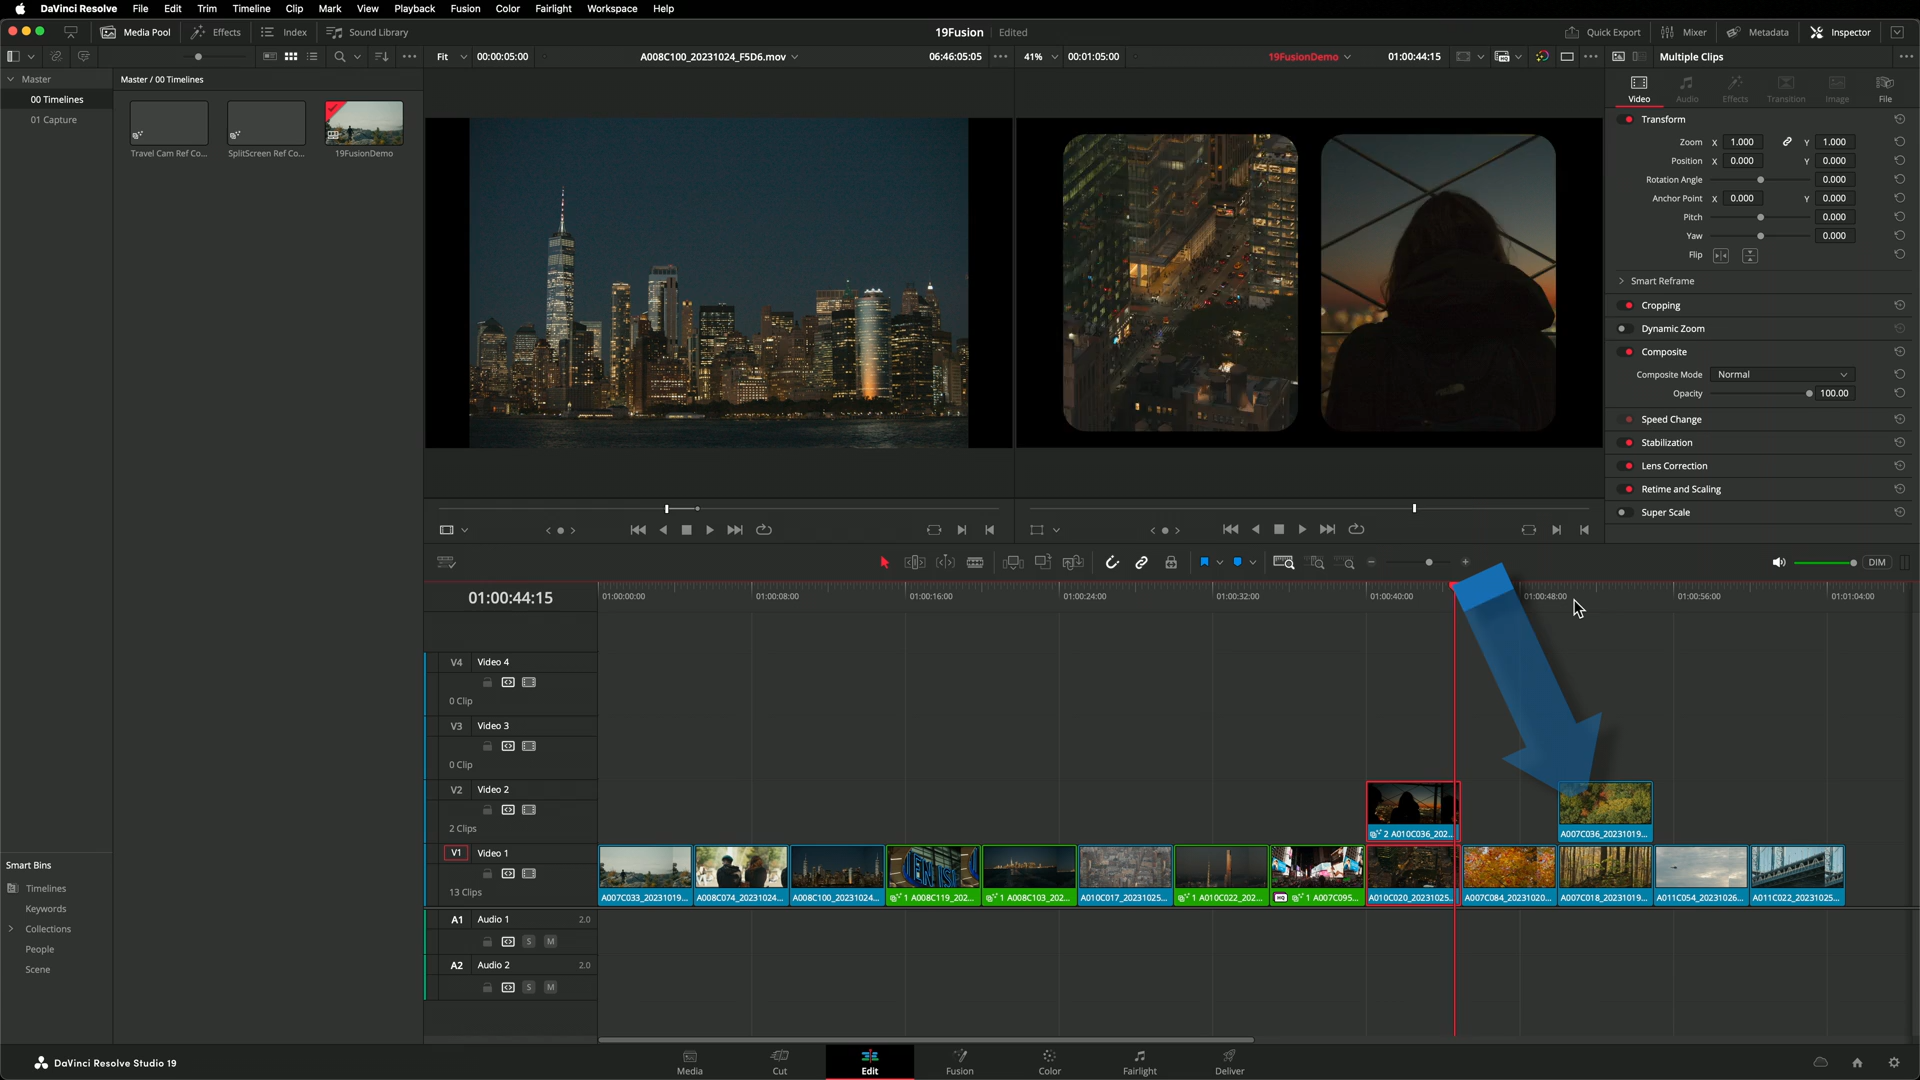 DaVinci Resolve File Edit Trim Timeline Clip Mark View Playback Fusion Color Fairlight Workspace Help
Media Pool Effects Index Sound Library 19Fusion Edited Quick Export Mixer Metadata Inspector
Fit 00:00:05:00 A008C100_20231024_F5D6.mov 06:46:05:05 41% 00:01:05:00 19FusionDemo 01:00:44:15 Multiple Clips
Master
Master / 00 Timelines
00 Timelines
01 Capture
Travel Cam Ref Co... SplitScreen Ref Co... 19FusionDemo
Video Audio Effects Transition Image File
Transform
Zoom X 1.000 Y 1.000
Position X 0.000 Y 0.000
Rotation Angle 0.000
Anchor Point X 0.000 Y 0.000
Pitch 0.000
Yaw 0.000
Flip
Smart Reframe
Cropping
Dynamic Zoom
Composite
Composite Mode Normal
Opacity 100.00
Speed Change
Stabilization
Lens Correction
Retime and Scaling
Super Scale
DIM
01:00:44:15 01:00:00:00 01:00:08:00 01:00:16:00 01:00:24:00 01:00:32:00 01:00:40:00 01:00:48:00 01:00:56:00 01:01:04:00
V4 Video 4
0 Clip
V3 Video 3
0 Clip
V2 Video 2
2 Clips
2 A010C036_202... A007C036_20231019...
V1 Video 1
13 Clips
A007C033_20231019... A008C074_20231024... A008C100_20231024... 1 A008C119_202... 1 A008C103_202... A010C017_20231025... 1 A010C022_202... HQ 1 A007C095... A010C020_20231025... A007C084_20231020... A007C018_20231019... A011C054_20231026... A011C022_20231025...
A1 Audio 1 2.0
S M
A2 Audio 2 2.0
S M
Smart Bins
Timelines
Keywords
Collections
People
Scene
DaVinci Resolve Studio 19
Media Cut Edit Fusion Color Fairlight Deliver